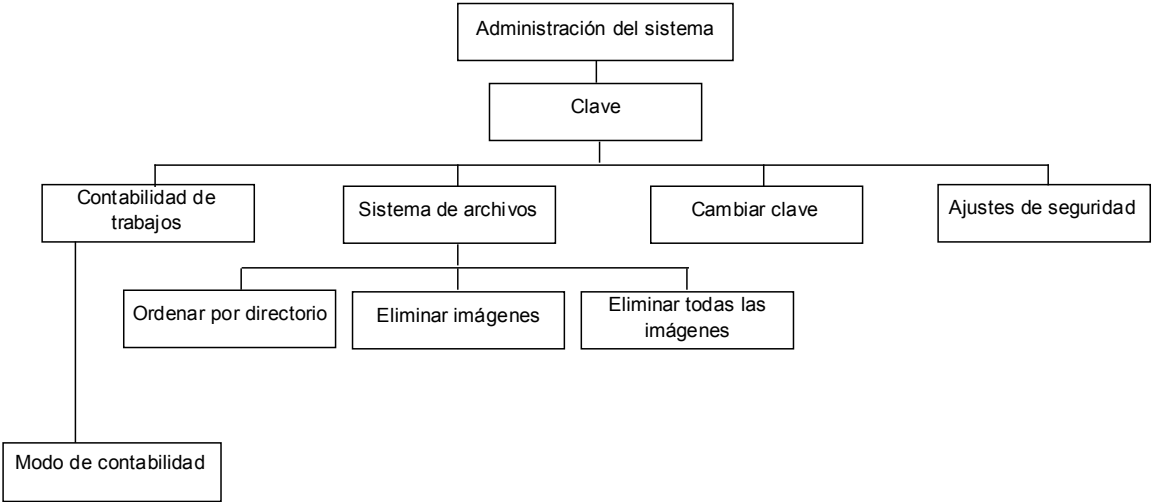 Administración del sistema
Clave
Contabilidad de
trabajos
Sistema de archivos
Cambiar clave
Ajustes de seguridad
Ordenar por directorio
Eliminar imágenes
Eliminar todas las
imágenes
Modo de contabilidad